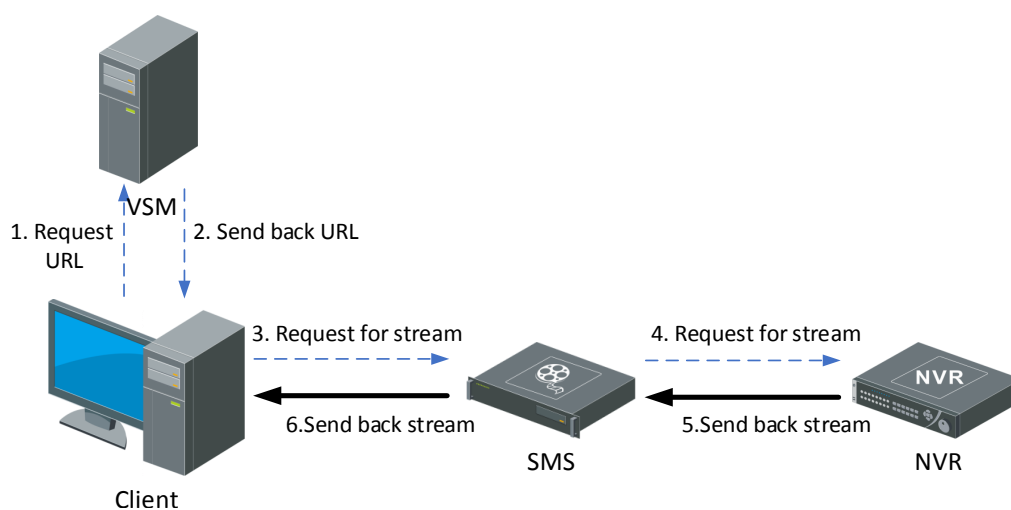 VSM
1. Request
URL
2. Send back URL
3. Request for stream
4. Request for stream
NVR
6.Send back stream
5.Send back stream
SMS
NVR
Client